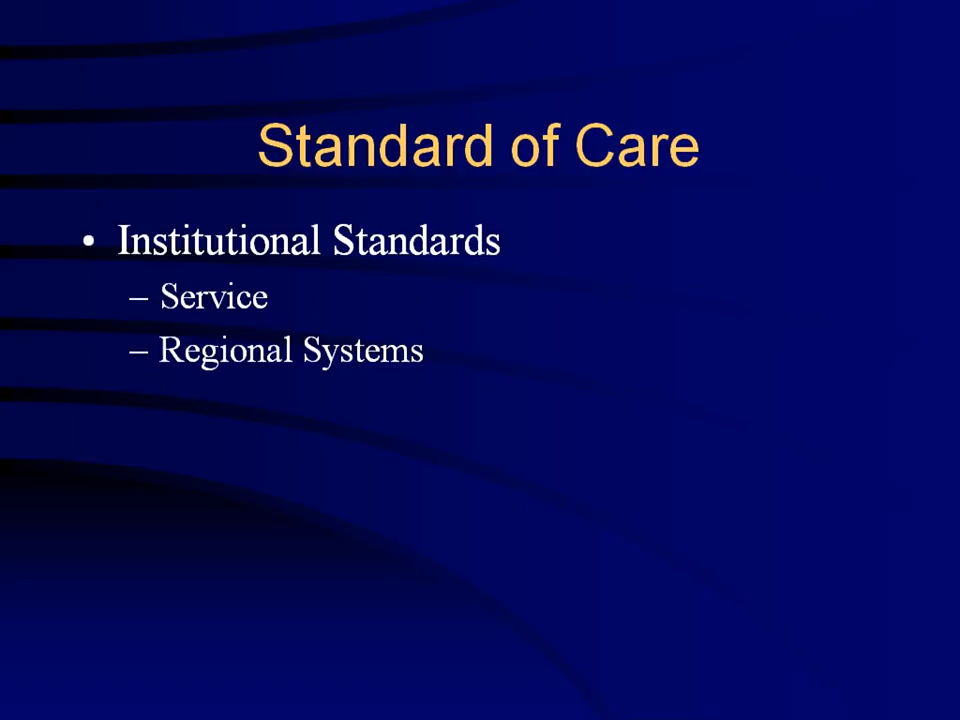 Standard of Care
• Institutional Standards
– Service
– Regional Systems